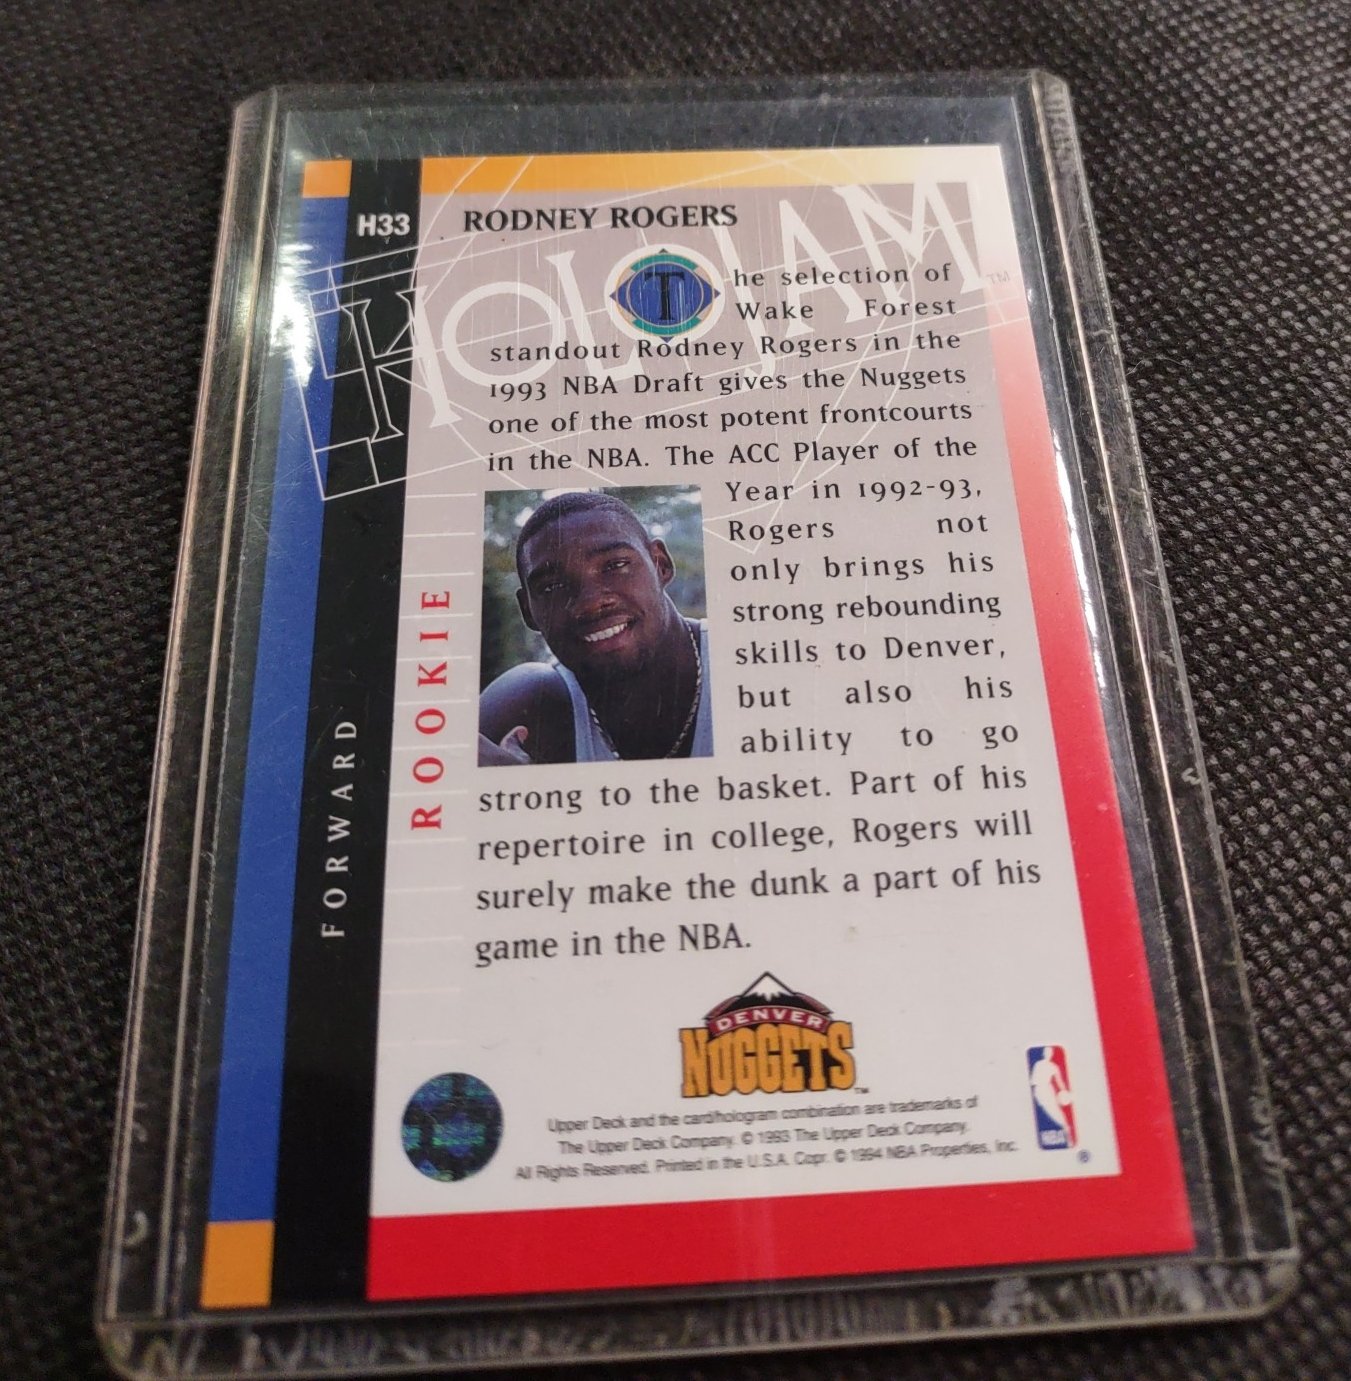 H33
RODNEY ROGERS
HOLOJAM™
The selection of
Wake Forest
standout Rodney Rogers in the
1993 NBA Draft gives the Nuggets
one of the most potent frontcourts
in the NBA. The ACC Player of the
Year in 1992-93,
Rogers not
only brings his
strong rebounding
skills to Denver,
but also his
ability to go
strong to the basket. Part of his
repertoire in college, Rogers will
surely make the dunk a part of his
game in the NBA.
ROOKIE
FORWARD
DENVER
NUGGETS™
Upper Deck and the card/hologram combination are trademarks of
The Upper Deck Company. © 1993 The Upper Deck Company.
All Rights Reserved. Printed in the U.S.A. Copr. © 1994 NBA Properties, Inc.
NBA
®